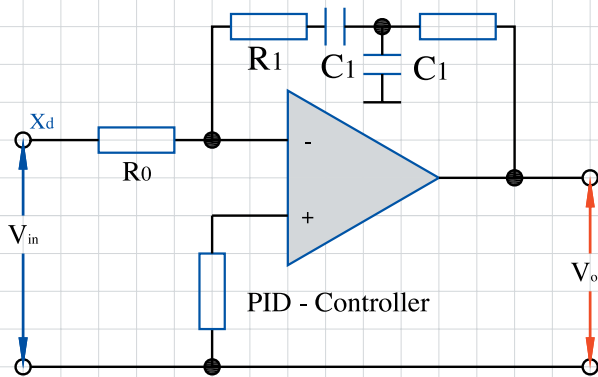 R1
C1
C1
Xd
R0
-
+
Vin
PID - Controller
Vo